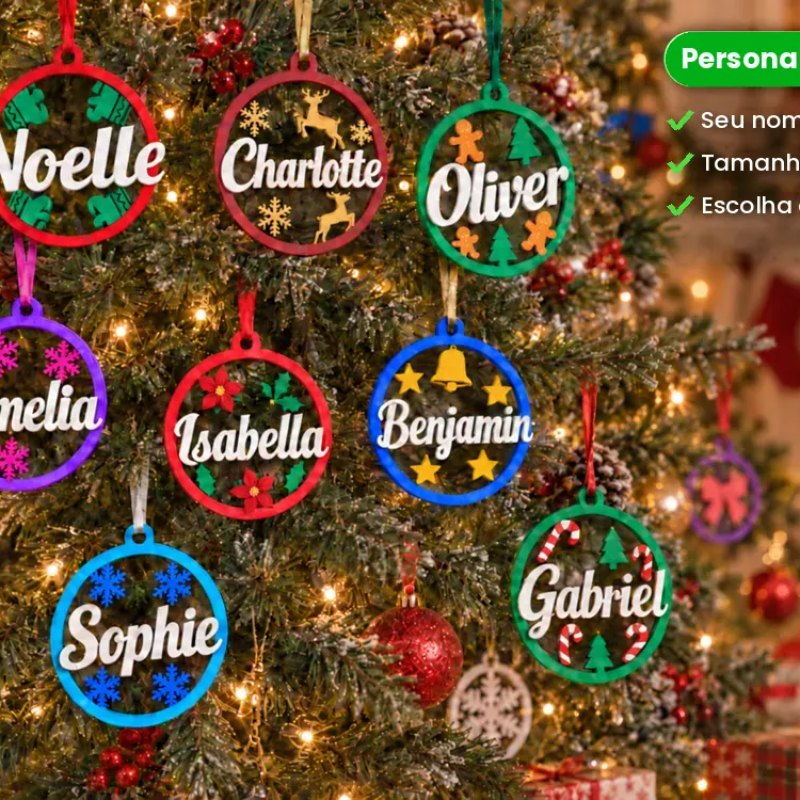 Noelle
Charlotte
Oliver
melia
Isabella
Benjamin
Sophie
Gabriel
Persona
Seu nom
Tamanh
Escolha